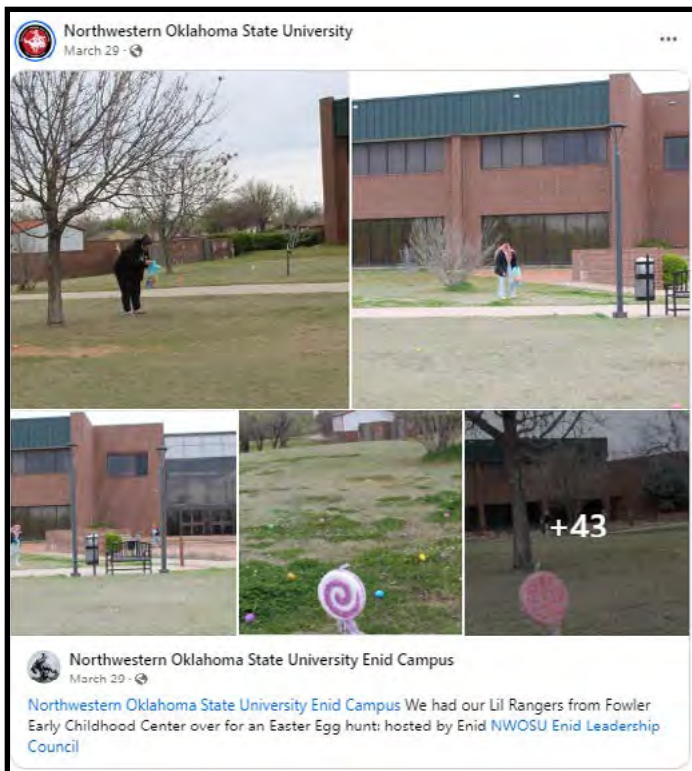 Northwestern Oklahoma State University
March 29 ·
+43
Northwestern Oklahoma State University Enid Campus
March 29 ·
Northwestern Oklahoma State University Enid Campus We had our Lil Rangers from Fowler
Early Childhood Center over for an Easter Egg hunt: hosted by Enid NWOSU Enid Leadership
Council